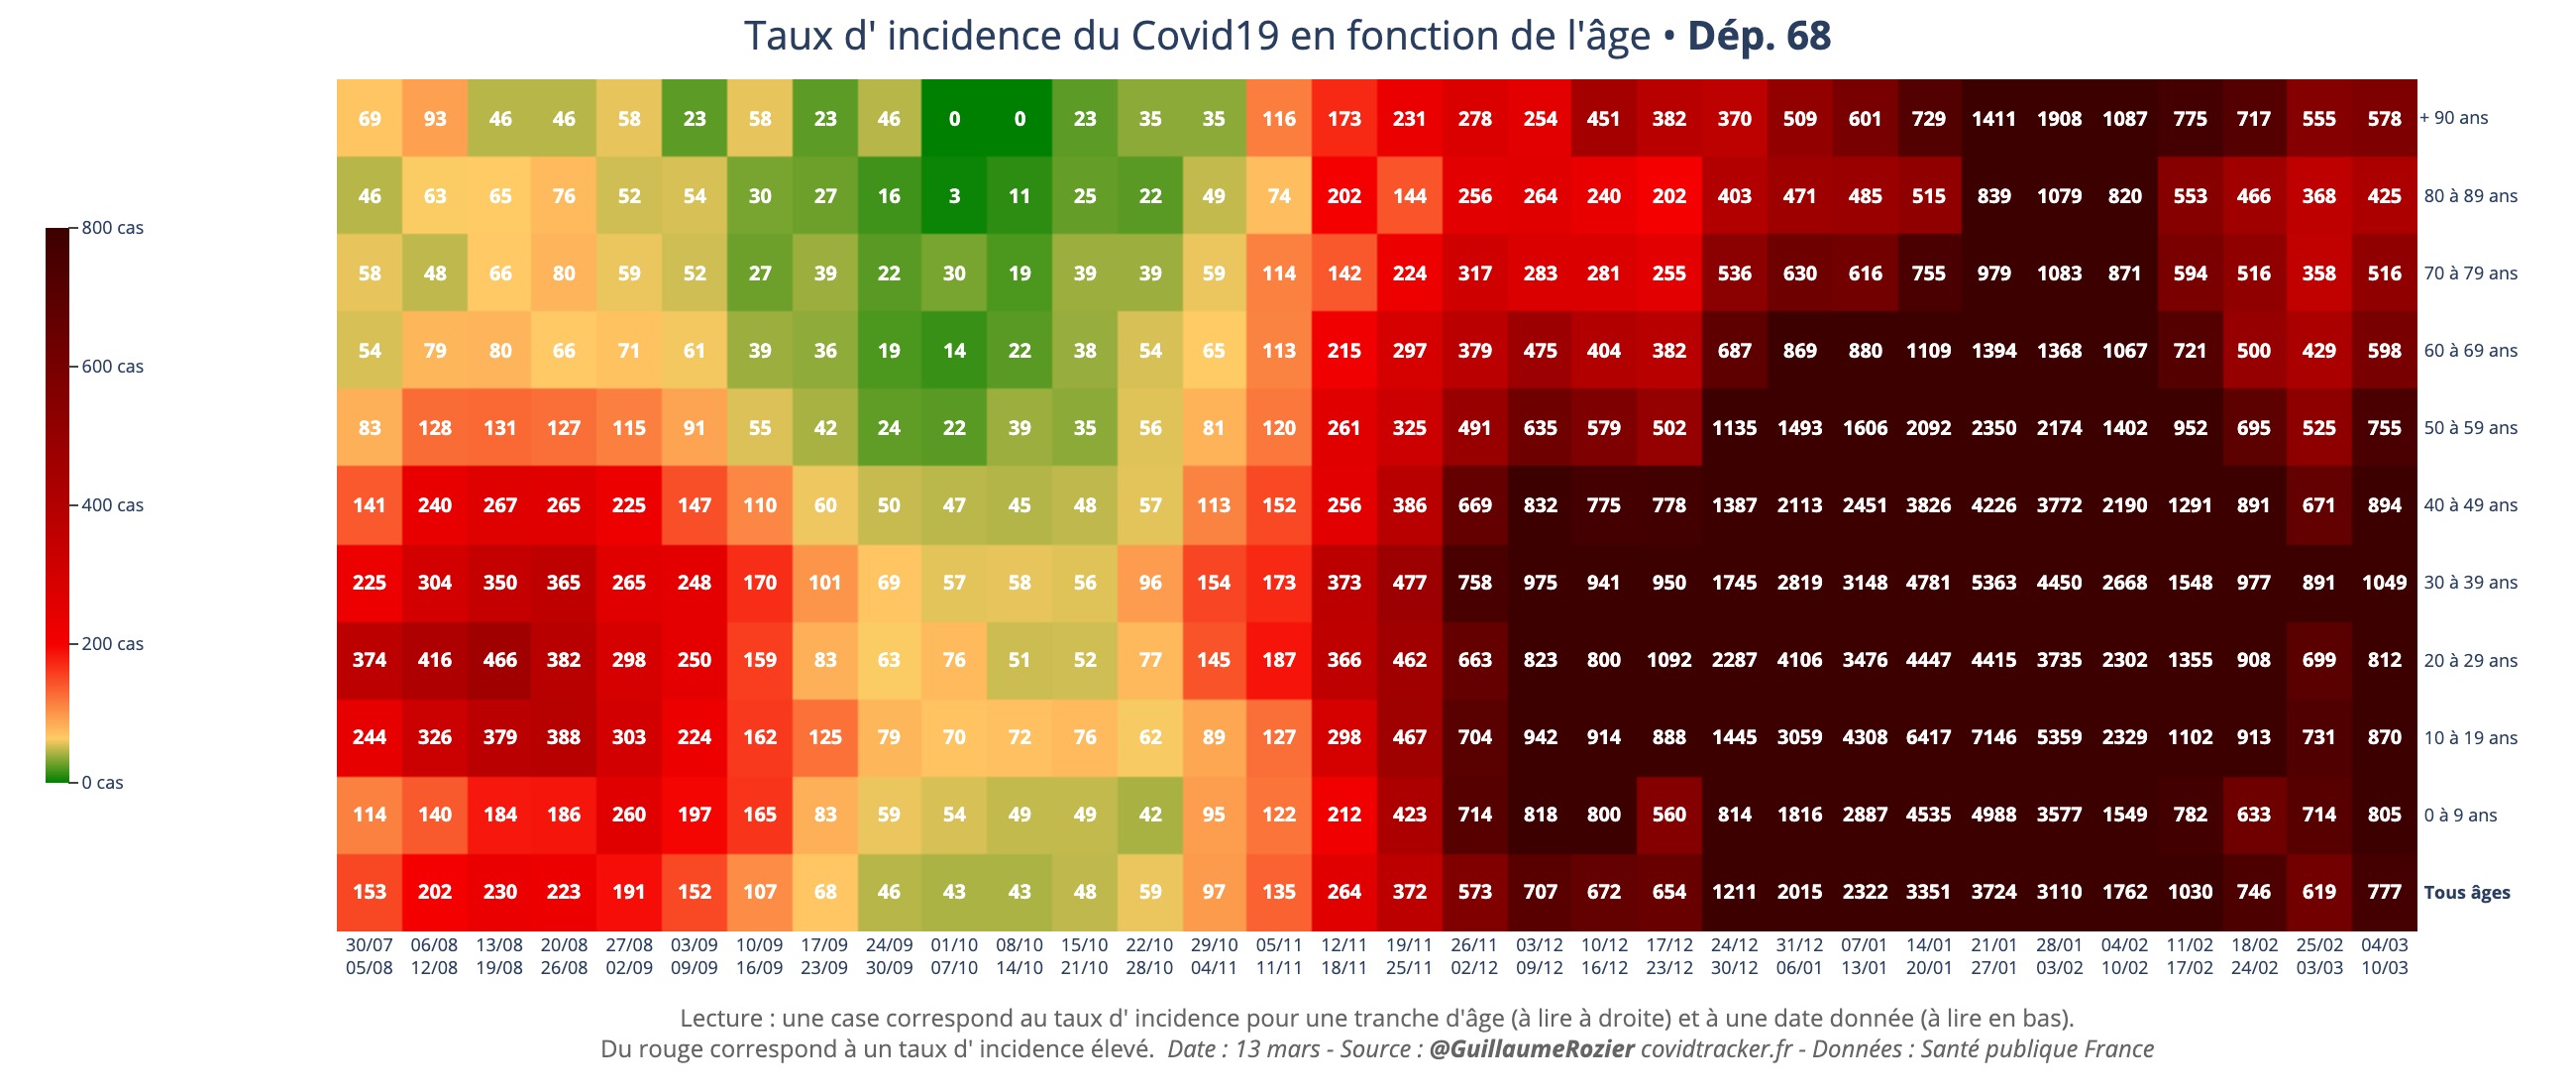 Taux d' incidence du Covid19 en fonction de l'âge • Dép. 68
69 93 46 46 58 23 58 23 46 0 0 23 35 35 116 173 231 278 254 451 382 370 509 601 729 1411 1908 1087 775 717 555 578 + 90 ans
46 63 65 76 52 54 30 27 16 3 11 25 22 49 74 202 144 256 264 240 202 403 471 485 515 839 1079 820 553 466 368 425 80 à 89 ans
58 48 66 80 59 52 27 39 22 30 19 39 39 59 114 142 224 317 283 281 255 536 630 616 755 979 1083 871 594 516 358 516 70 à 79 ans
54 79 80 66 71 61 39 36 19 14 22 38 54 65 113 215 297 379 475 404 382 687 869 880 1109 1394 1368 1067 721 500 429 598 60 à 69 ans
83 128 131 127 115 91 55 42 24 22 39 35 56 81 120 261 325 491 635 579 502 1135 1493 1606 2092 2350 2174 1402 952 695 525 755 50 à 59 ans
141 240 267 265 225 147 110 60 50 47 45 48 57 113 152 256 386 669 832 775 778 1387 2113 2451 3826 4226 3772 2190 1291 891 671 894 40 à 49 ans
225 304 350 365 265 248 170 101 69 57 58 56 96 154 173 373 477 758 975 941 950 1745 2819 3148 4781 5363 4450 2668 1548 977 891 1049 30 à 39 ans
374 416 466 382 298 250 159 83 63 76 51 52 77 145 187 366 462 663 823 800 1092 2287 4106 3476 4447 4415 3735 2302 1355 908 699 812 20 à 29 ans
244 326 379 388 303 224 162 125 79 70 72 76 62 89 127 298 467 704 942 914 888 1445 3059 4308 6417 7146 5359 2329 1102 913 731 870 10 à 19 ans
114 140 184 186 260 197 165 83 59 54 49 49 42 95 122 212 423 714 818 800 560 814 1816 2887 4535 4988 3577 1549 782 633 714 805 0 à 9 ans
153 202 230 223 191 152 107 68 46 43 43 48 59 97 135 264 372 573 707 672 654 1211 2015 2322 3351 3724 3110 1762 1030 746 619 777 Tous âges
30/07 06/08 13/08 20/08 27/08 03/09 10/09 17/09 24/09 01/10 08/10 15/10 22/10 29/10 05/11 12/11 19/11 26/11 03/12 10/12 17/12 24/12 31/12 07/01 14/01 21/01 28/01 04/02 11/02 18/02 25/02 04/03
05/08 12/08 19/08 26/08 02/09 09/09 16/09 23/09 30/09 07/10 14/10 21/10 28/10 04/11 11/11 18/11 25/11 02/12 09/12 16/12 23/12 30/12 06/01 13/01 20/01 27/01 03/02 10/02 17/02 24/02 03/03 10/03
800 cas
600 cas
400 cas
200 cas
0 cas
Lecture : une case correspond au taux d' incidence pour une tranche d'âge (à lire à droite) et à une date donnée (à lire en bas).
Du rouge correspond à un taux d' incidence élevé. Date : 13 mars - Source : @GuillaumeRozier covidtracker.fr - Données : Santé publique France